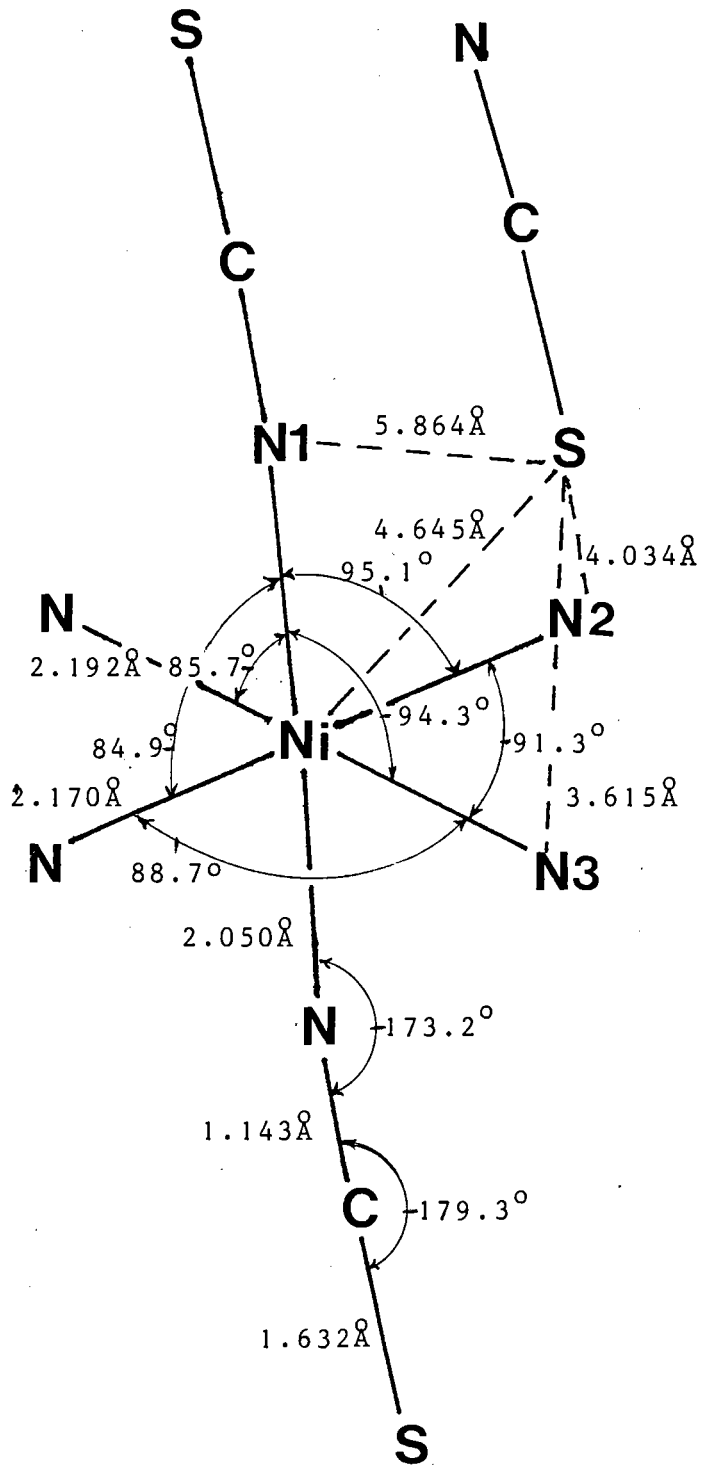 S
N
C
C
N1
5.864Å
S
4.645Å
4.034Å
95.1°
N
N2
2.192Å
85.7°
94.3°
Ni
84.9°
91.3°
2.170Å
3.615Å
N
88.7°
N3
2.050Å
N
173.2°
1.143Å
C
179.3°
1.632Å
S